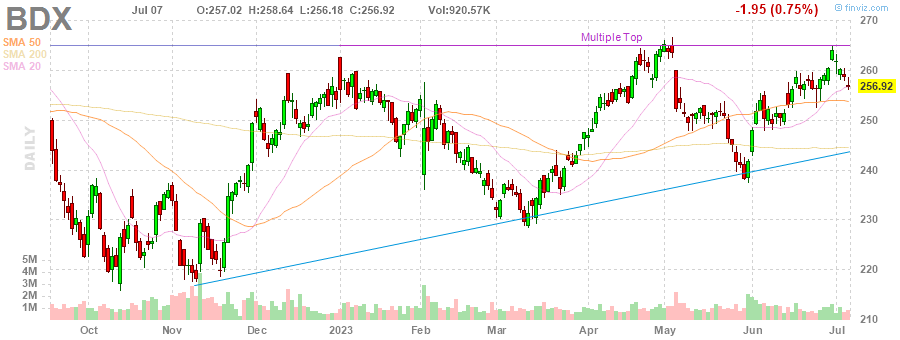 BDX Jul 07 O:257.02 H:258.64 L:256.18 C:256.92 Vol:920.57K -1.95 (0.75%) © finviz.com
SMA 50
SMA 200
SMA 20
DAILY
Multiple Top
270
260
256.92
250
240
230
220
210
5M
4M
3M
2M
1M
Oct Nov Dec 2023 Feb Mar Apr May Jun Jul